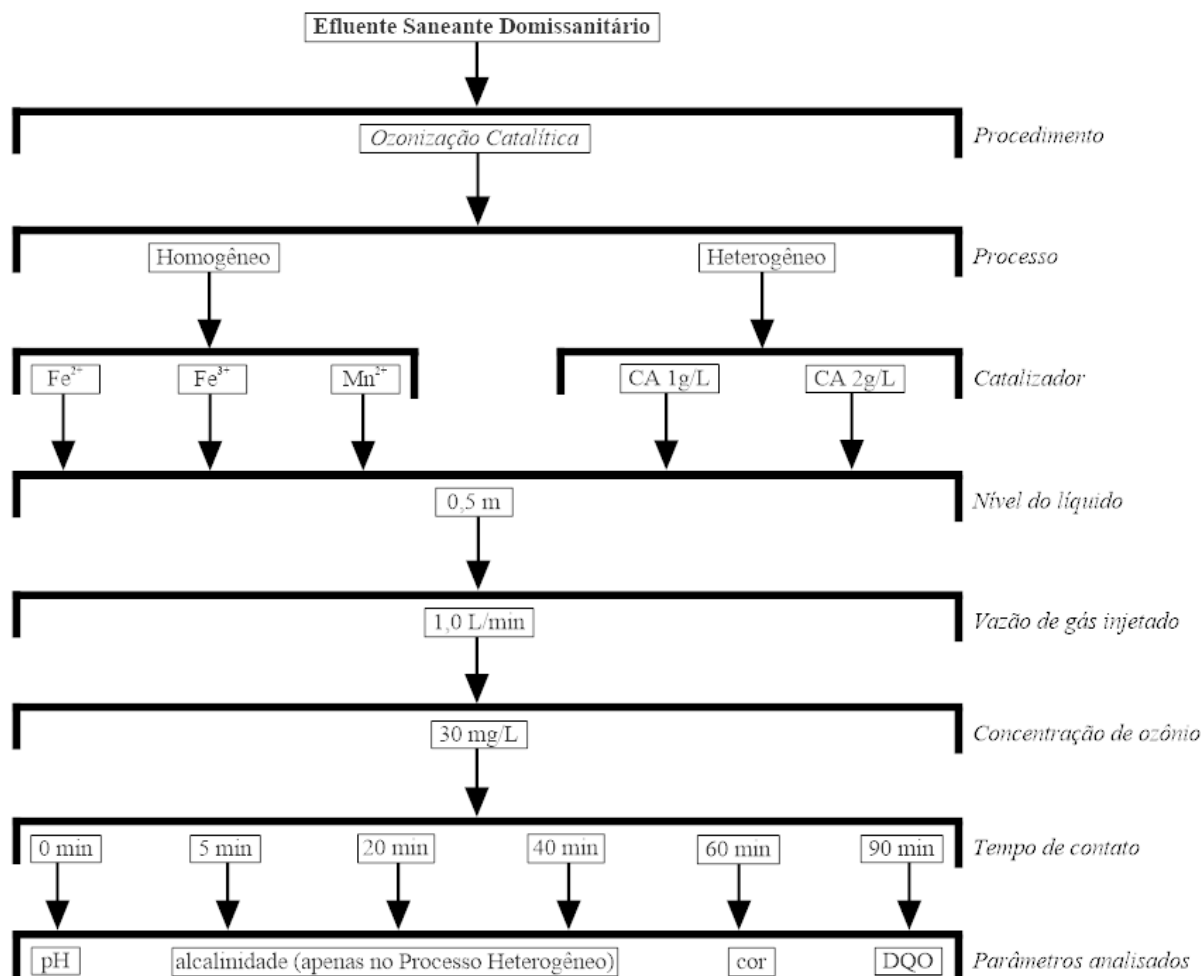 Efluente Saneante Domissanitário
Ozonização Catalítica
Procedimento
Homogêneo
Heterogêneo
Processo
Fe²⁺
Fe³⁺
Mn²⁺
CA 1g/L
CA 2g/L
Catalizador
0,5 m
Nível do líquido
1,0 L/min
Vazão de gás injetado
30 mg/L
Concentração de ozônio
0 min
5 min
20 min
40 min
60 min
90 min
Tempo de contato
pH
alcalinidade (apenas no Processo Heterogêneo)
cor
DQO
Parâmetros analisados